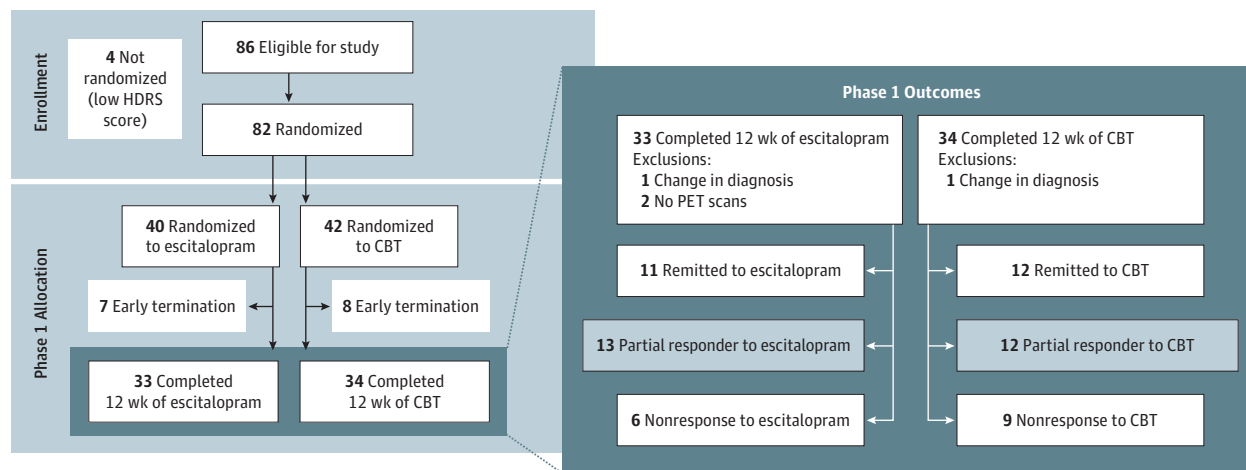 Enrollment
4 Not
randomized
(low HDRS
score)
86 Eligible for study
82 Randomized
Phase 1 Allocation
40 Randomized
to escitalopram
42 Randomized
to CBT
7 Early termination
8 Early termination
33 Completed
12 wk of escitalopram
34 Completed
12 wk of CBT
Phase 1 Outcomes
33 Completed 12 wk of escitalopram
Exclusions:
1 Change in diagnosis
2 No PET scans
34 Completed 12 wk of CBT
Exclusions:
1 Change in diagnosis
11 Remitted to escitalopram
12 Remitted to CBT
13 Partial responder to escitalopram
12 Partial responder to CBT
6 Nonresponse to escitalopram
9 Nonresponse to CBT